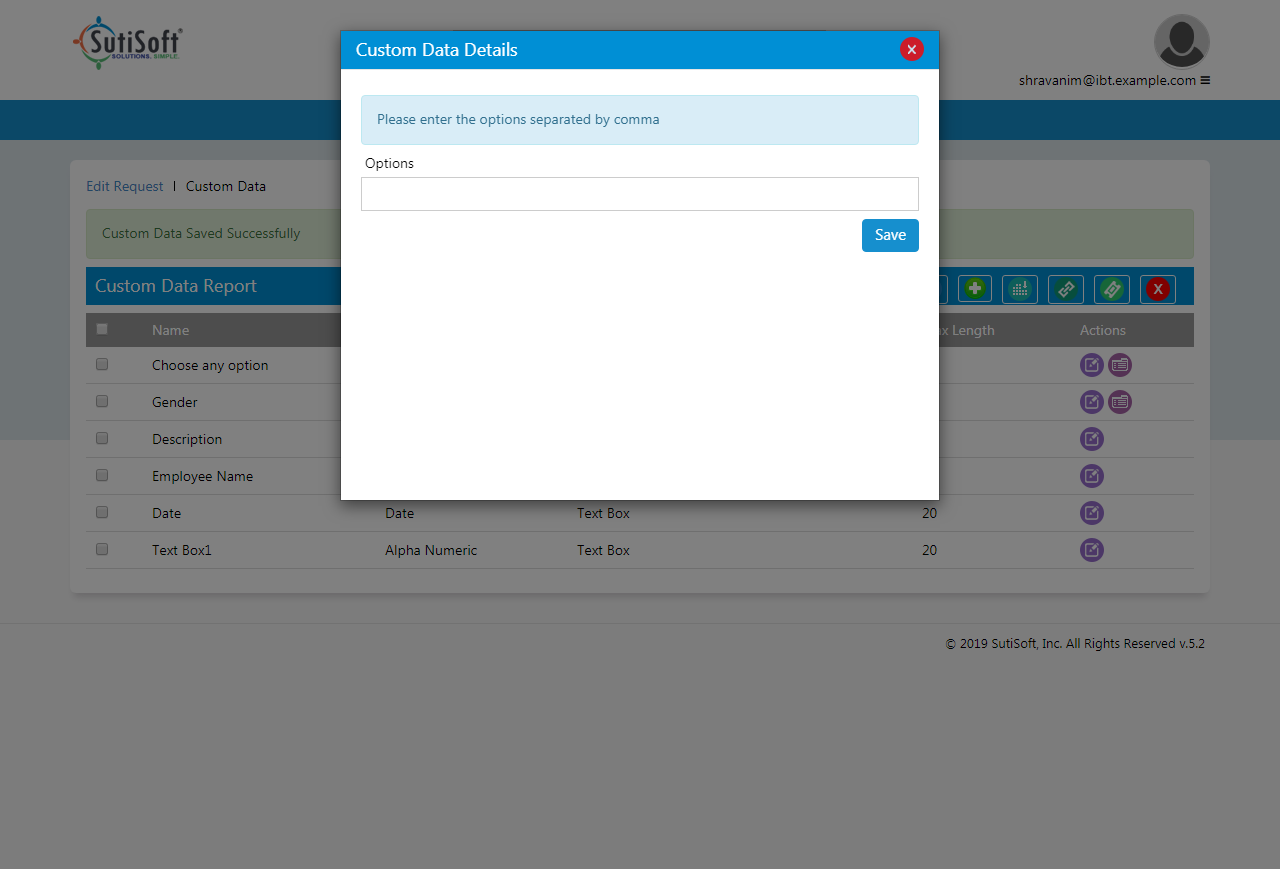 SutiSoft®
SOLUTIONS. SIMPLE.
shravanim@ibt.example.com
Custom Data Details
X
Please enter the options separated by comma
Options
Save
Edit Request | Custom Data
Custom Data Saved Successfully
Custom Data Report
X
Name Length Actions
Choose any option
Gender
Description
Employee Name
Date Date Text Box 20
Text Box1 Alpha Numeric Text Box 20
© 2019 SutiSoft, Inc. All Rights Reserved v.5.2